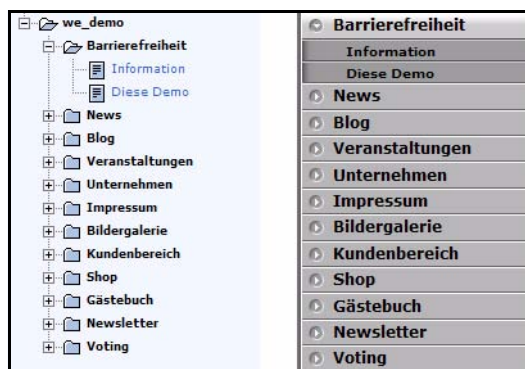 we_demo
Barrierefreiheit
Information
Diese Demo
News
Blog
Veranstaltungen
Unternehmen
Impressum
Bildergalerie
Kundenbereich
Shop
Gästebuch
Newsletter
Voting
Barrierefreiheit
Information
Diese Demo
News
Blog
Veranstaltungen
Unternehmen
Impressum
Bildergalerie
Kundenbereich
Shop
Gästebuch
Newsletter
Voting